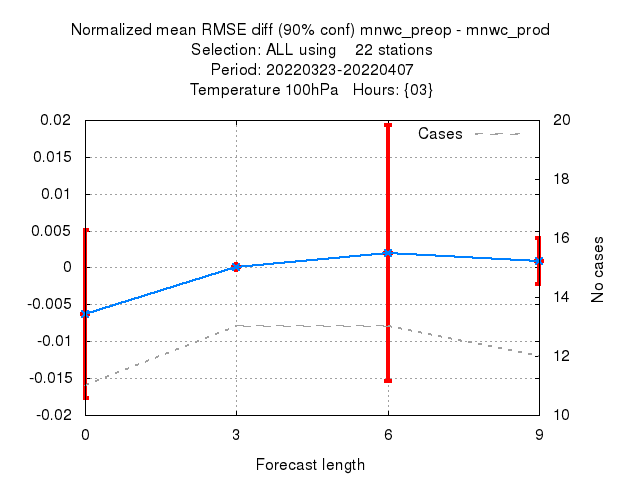 Normalized mean RMSE diff (90% conf) mnwc_preop - mnwc_prod
Selection: ALL using    22 stations
Period: 20220323-20220407
Temperature 100hPa   Hours: {03}
Cases
0.02
0.015
0.01
0.005
0
-0.005
-0.01
-0.015
-0.02
20
18
16
14
12
10
No cases
0 3 6 9
Forecast length